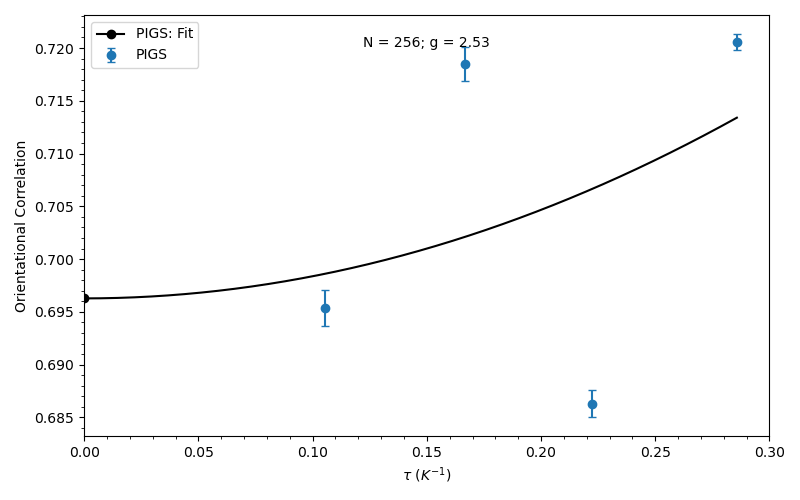 PIGS: Fit
PIGS
N = 256; g = 2.53
Orientational Correlation
0.720
0.715
0.710
0.705
0.700
0.695
0.690
0.685
0.00 0.05 0.10 0.15 0.20 0.25 0.30
τ (K⁻¹)